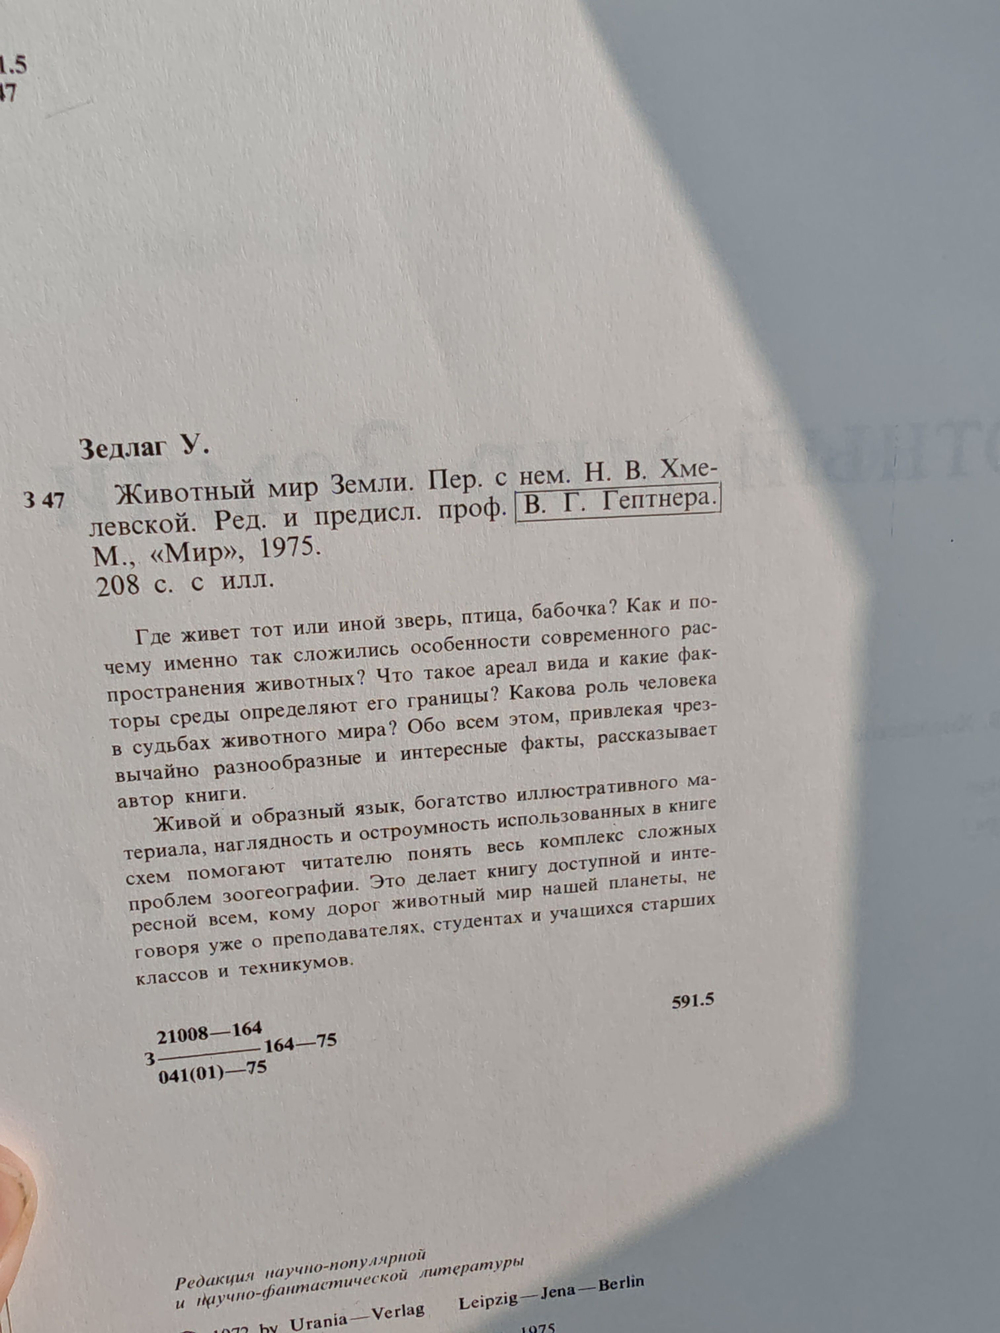 1.5
47
Зедлаг У.
З 47 Животный мир Земли. Пер. с нем. Н. В. Хме-
левской. Ред. и предисл. проф. В. Г. Гептнера.
М., «Мир», 1975.
208 с. с илл.
Где живет тот или иной зверь, птица, бабочка? Как и по-
чему именно так сложились особенности современного рас-
пространения животных? Что такое ареал вида и какие фак-
торы среды определяют его границы? Какова роль человека
в судьбах животного мира? Обо всем этом, привлекая чрез-
вычайно разнообразные и интересные факты, рассказывает
автор книги.
Живой и образный язык, богатство иллюстративного ма-
териала, наглядность и остроумность использованных в книге
схем помогают читателю понять весь комплекс сложных
проблем зоогеографии. Это делает книгу доступной и инте-
ресной всем, кому дорог животный мир нашей планеты, не
говоря уже о преподавателях, студентах и учащихся старших
классов и техникумов.
591.5
21008—164
З 164—75
041(01)—75
Редакция научно-популярной
и научно-фантастической литературы
1972 by Urania—Verlag Leipzig—Jena—Berlin
1975